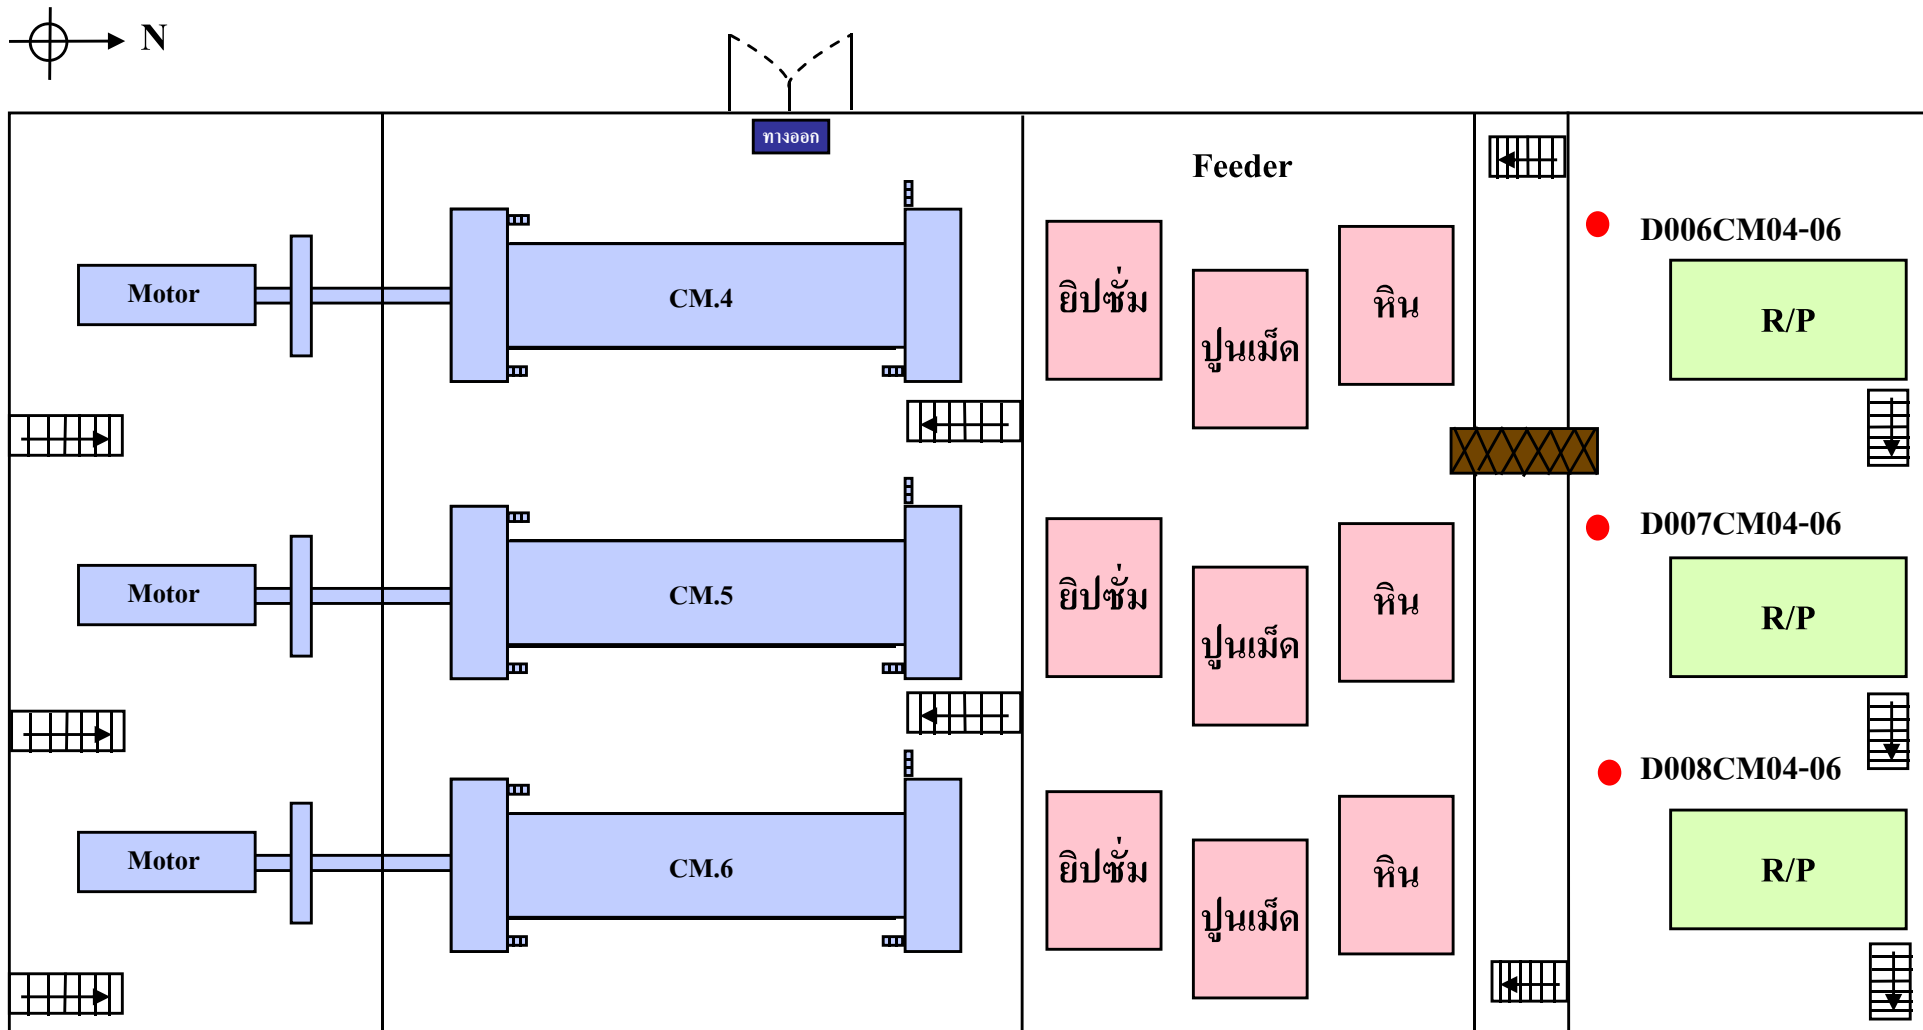 N
ทางออก
Feeder
D006CM04-06
Motor
CM.4
ยิปซั่ม
ปูนเม็ด
หิน
R/P
D007CM04-06
Motor
CM.5
ยิปซั่ม
ปูนเม็ด
หิน
R/P
D008CM04-06
Motor
CM.6
ยิปซั่ม
ปูนเม็ด
หิน
R/P